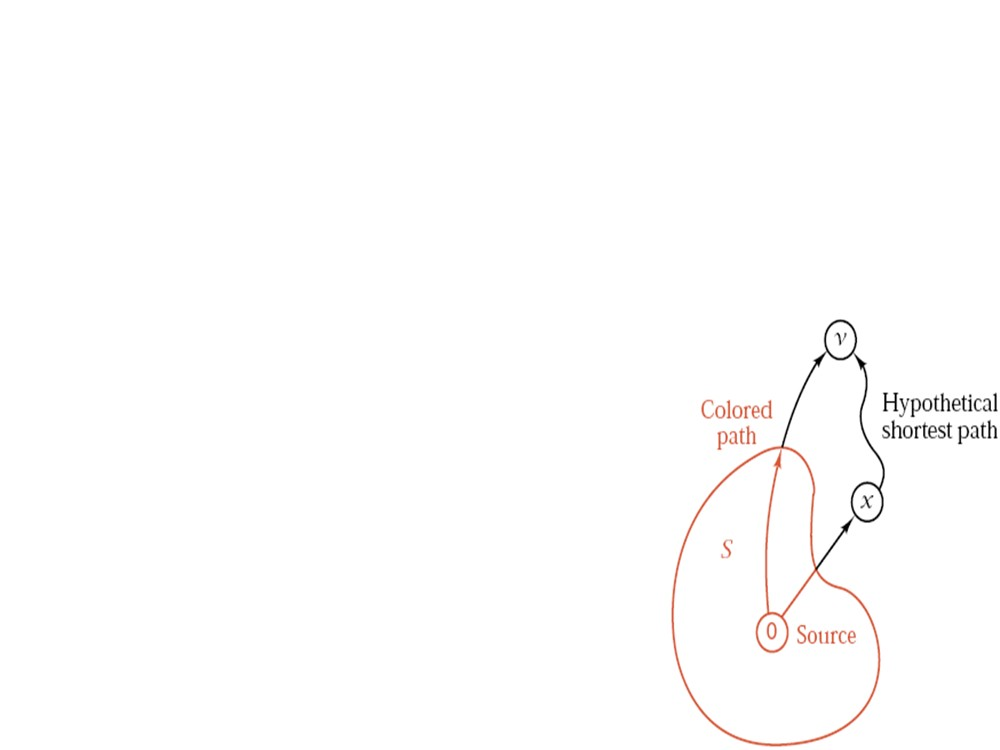 v
Colored
path
Hypothetical
shortest path
x
S
0
Source